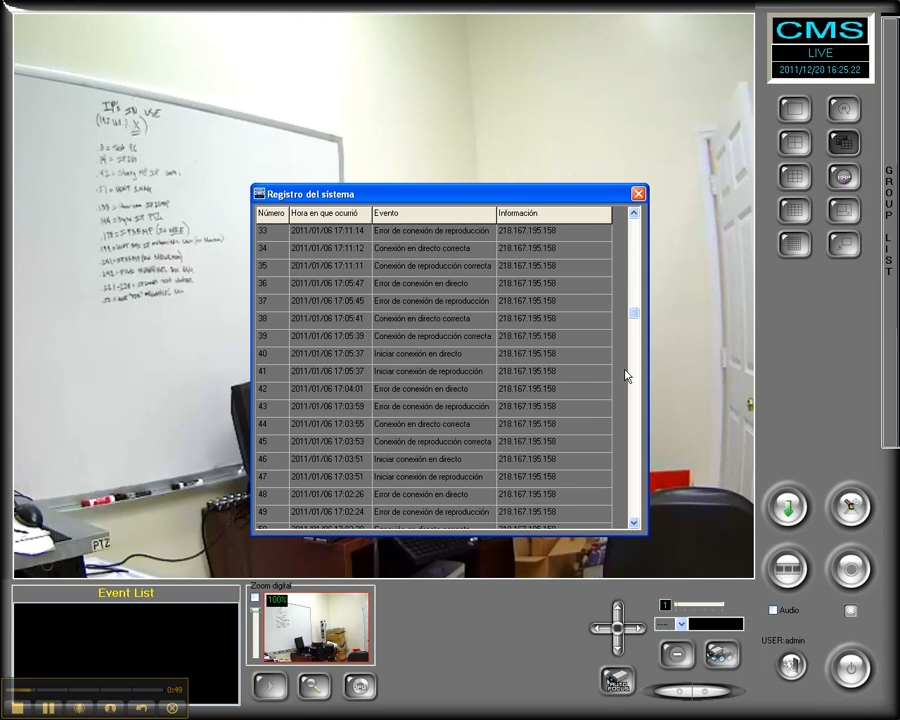 CMS
LIVE
2011/12/20 16:25:22
GROUP LIST
IP's IN USE
(192.168.1.X)
.3 = Test PC
Registro del sistema
Número Hora en que ocurrió Evento Información
33 2011/01/06 17:11:14 Error de conexión de reproducción 218.167.195.158
34 2011/01/06 17:11:12 Conexión en directo correcta 218.167.195.158
35 2011/01/06 17:11:11 Conexión de reproducción correcta 218.167.195.158
36 2011/01/06 17:05:47 Error de conexión en directo 218.167.195.158
37 2011/01/06 17:05:45 Error de conexión de reproducción 218.167.195.158
38 2011/01/06 17:05:41 Conexión en directo correcta 218.167.195.158
39 2011/01/06 17:05:39 Conexión de reproducción correcta 218.167.195.158
40 2011/01/06 17:05:37 Iniciar conexión en directo 218.167.195.158
41 2011/01/06 17:05:37 Iniciar conexión de reproducción 218.167.195.158
42 2011/01/06 17:04:01 Error de conexión en directo 218.167.195.158
43 2011/01/06 17:03:59 Error de conexión de reproducción 218.167.195.158
44 2011/01/06 17:03:55 Conexión en directo correcta 218.167.195.158
45 2011/01/06 17:03:53 Conexión de reproducción correcta 218.167.195.158
46 2011/01/06 17:03:51 Iniciar conexión en directo 218.167.195.158
47 2011/01/06 17:03:51 Iniciar conexión de reproducción 218.167.195.158
48 2011/01/06 17:02:26 Error de conexión en directo 218.167.195.158
49 2011/01/06 17:02:24 Error de conexión de reproducción 218.167.195.158
PTZ
Event List
Zoom digital
100%
1
----
Audio
USER:admin
AUTO FOCUS
0:49